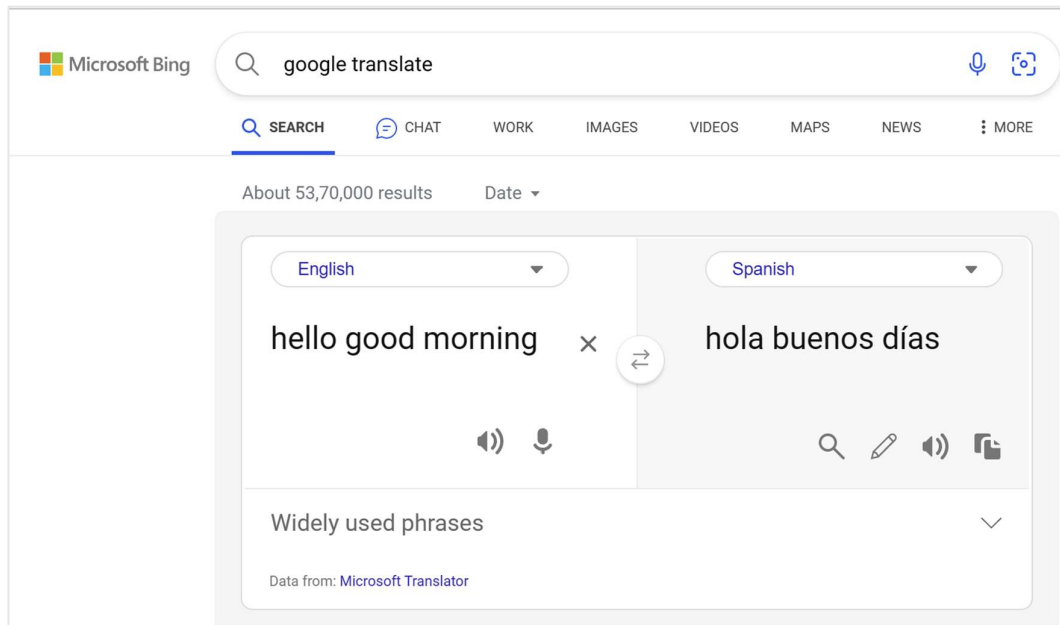 Microsoft Bing
google translate
SEARCH CHAT WORK IMAGES VIDEOS MAPS NEWS MORE
About 53,70,000 results Date
English Spanish
hello good morning hola buenos días
Widely used phrases
Data from: Microsoft Translator